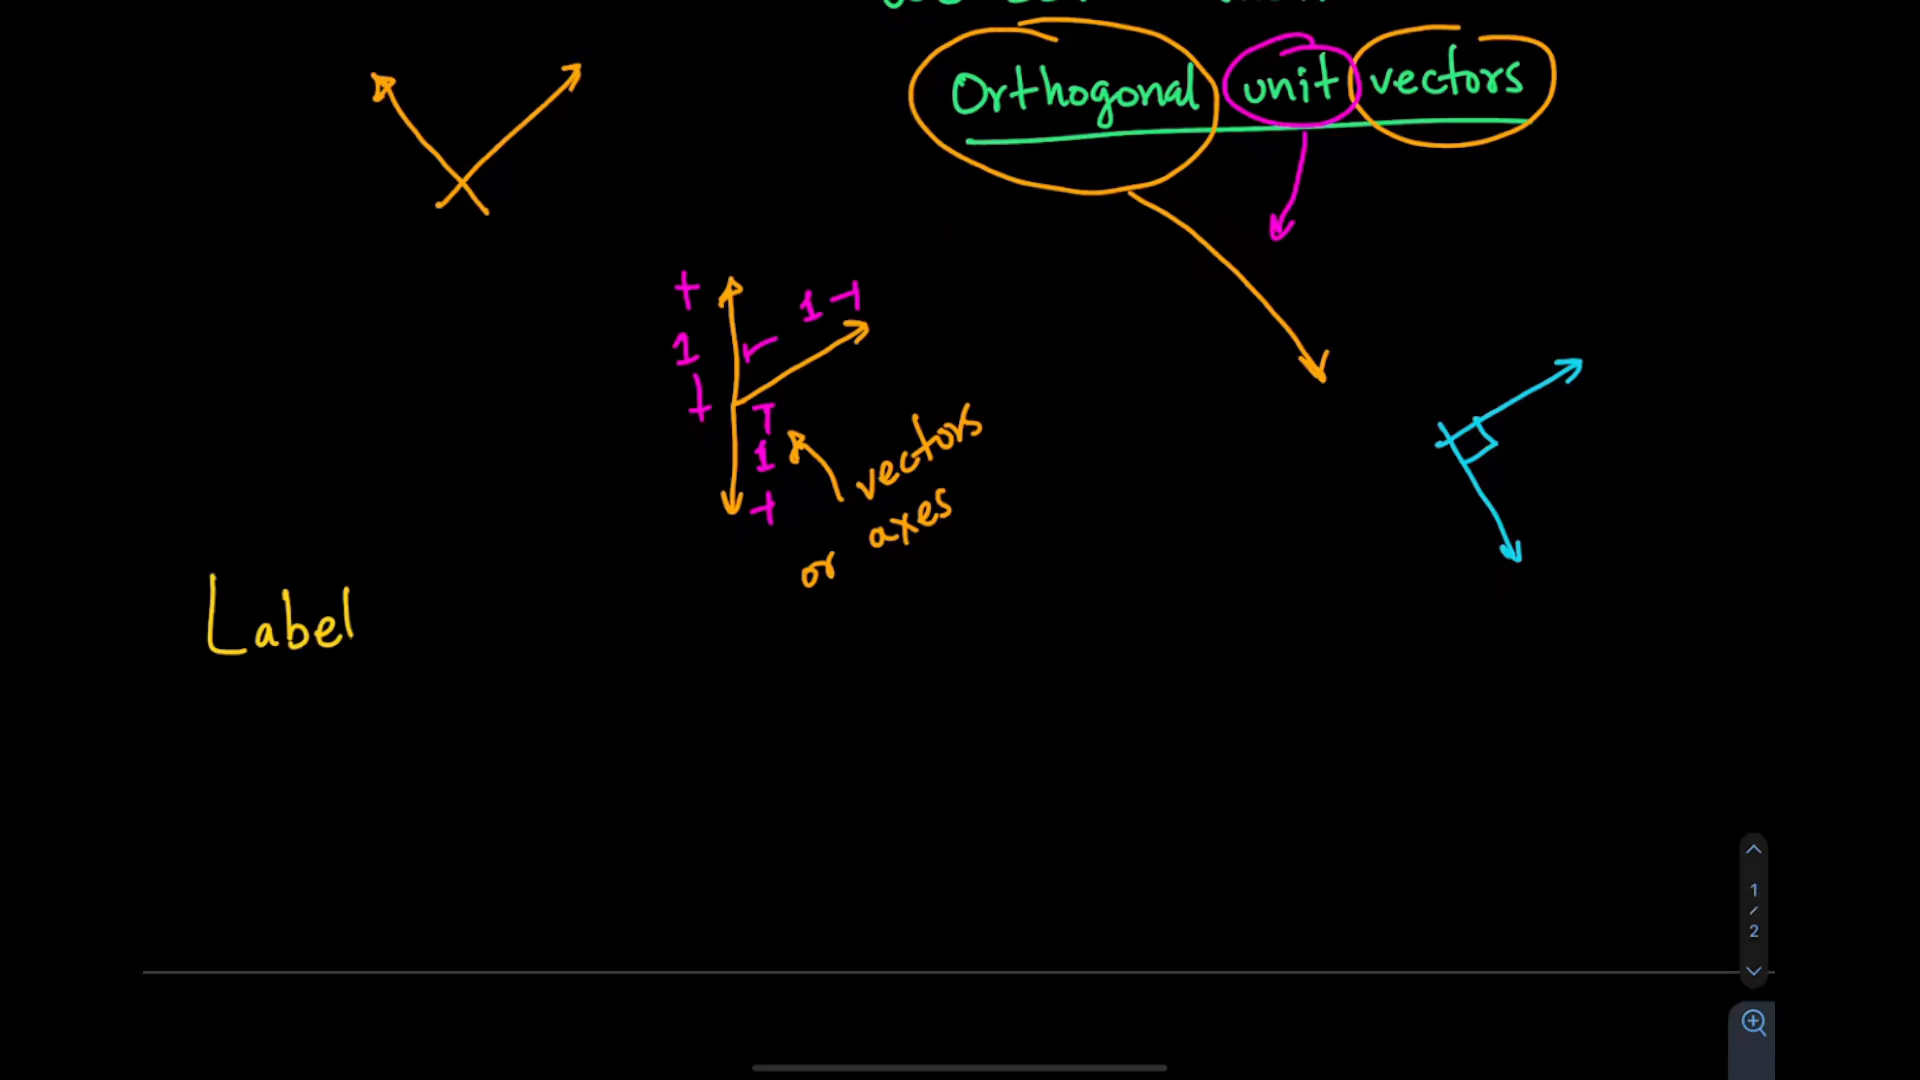 Orthogonal unit vectors
1
1
1
vectors
or axes
Label
1
/
2